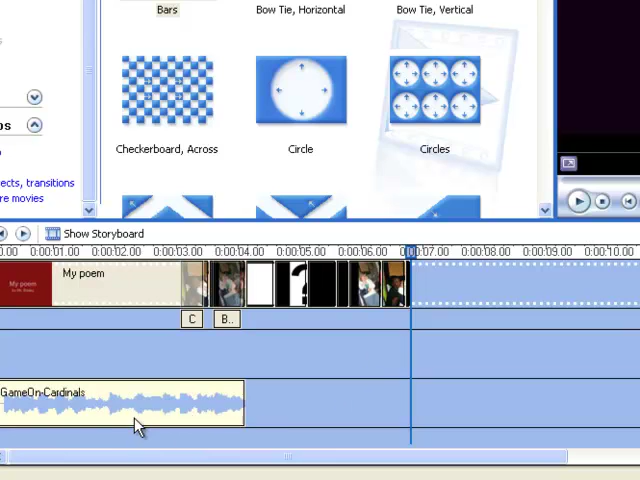 Bars
Bow Tie, Horizontal
Bow Tie, Vertical
Checkerboard, Across
Circle
Circles
ects, transitions
re movies
Show Storyboard
0:00'01.00
0:00'02.00
0:00'03.00
0:00'04.00
0:00'05.00
0:00'06.00
0:00'07.00
0:00'08.00
0:00'09.00
0:00'10.00
My poem
My poem
?
C
B..
GameOn-Cardinals